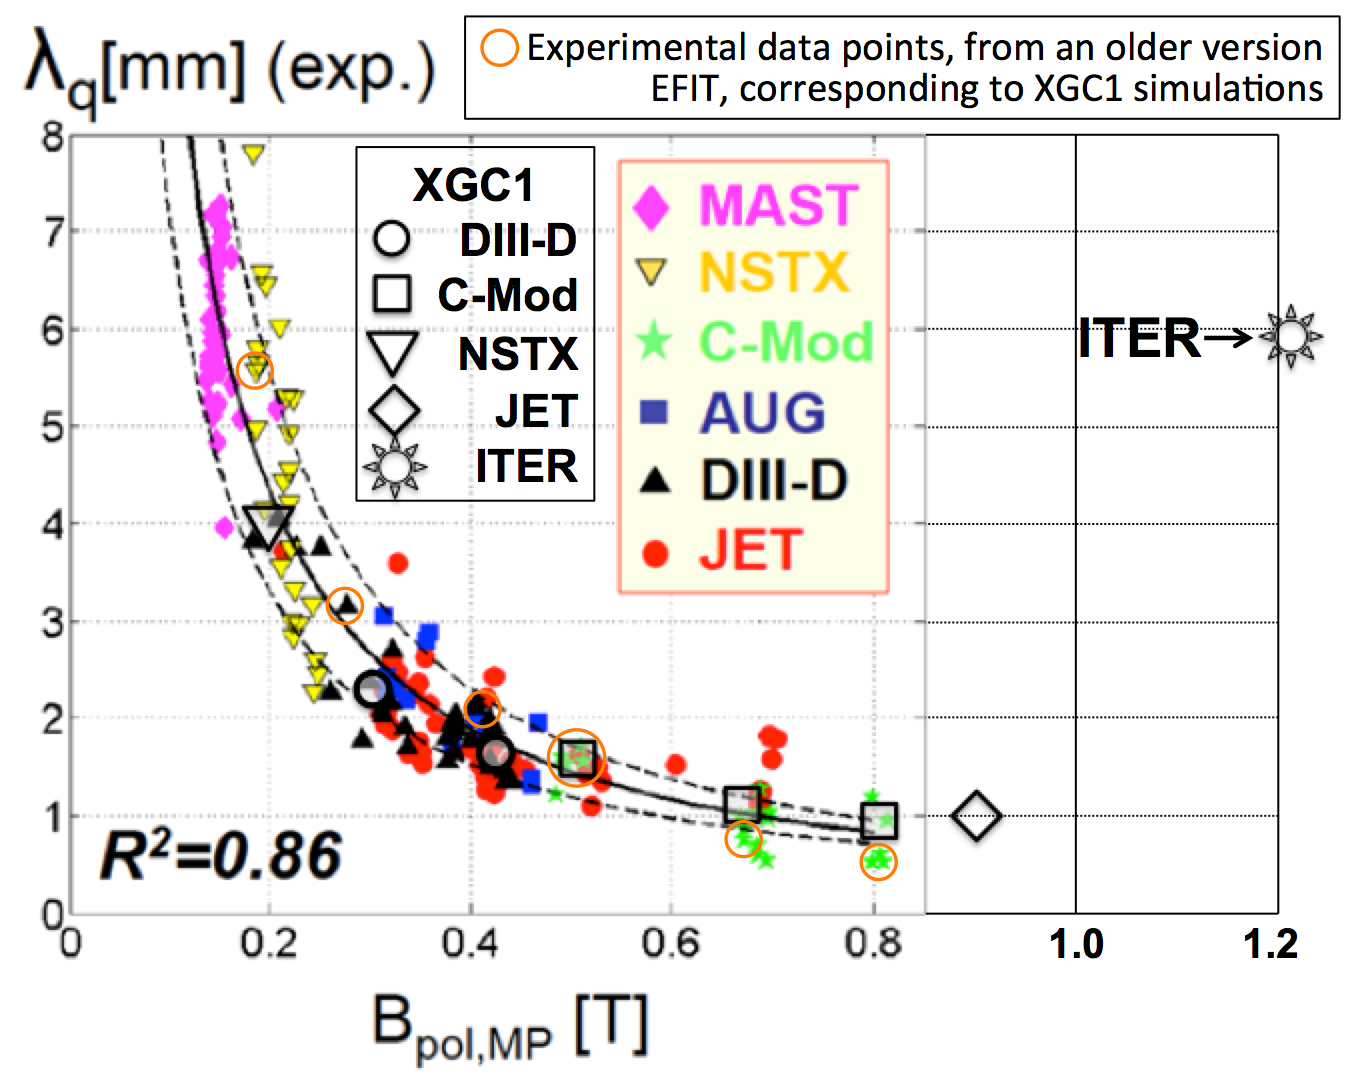 λq[mm] (exp.)
Experimental data points, from an older version
EFIT, corresponding to XGC1 simulations
8
7
6
5
4
3
2
1
0
XGC1
DIII-D
C-Mod
NSTX
JET
ITER
MAST
NSTX
C-Mod
AUG
DIII-D
JET
ITER
R²=0.86
0 0.2 0.4 0.6 0.8 1.0 1.2
Bpol,MP [T]